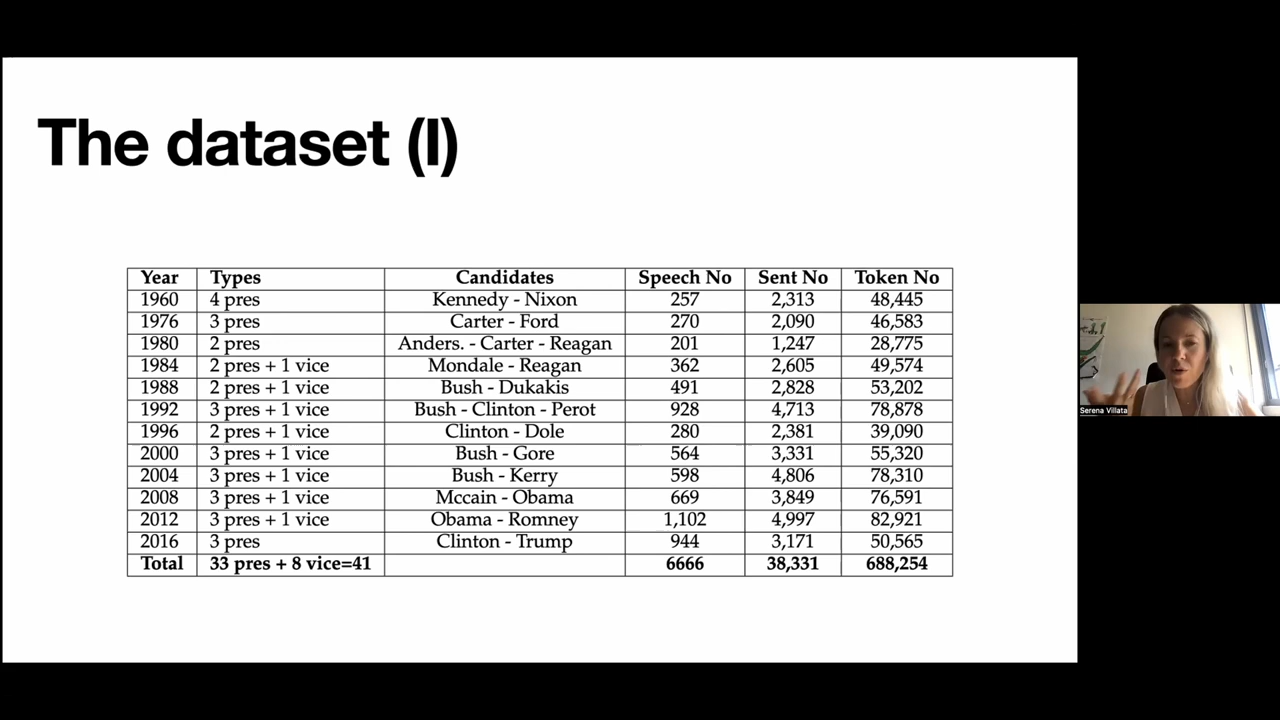 The dataset (I)
Year Types Candidates Speech No Sent No Token No
1960 4 pres Kennedy - Nixon 257 2,313 48,445
1976 3 pres Carter - Ford 270 2,090 46,583
1980 2 pres Anders. - Carter - Reagan 201 1,247 28,775
1984 2 pres + 1 vice Mondale - Reagan 362 2,605 49,574
1988 2 pres + 1 vice Bush - Dukakis 491 2,828 53,202
1992 3 pres + 1 vice Bush - Clinton - Perot 928 4,713 78,878
1996 2 pres + 1 vice Clinton - Dole 280 2,381 39,090
2000 3 pres + 1 vice Bush - Gore 564 3,331 55,320
2004 3 pres + 1 vice Bush - Kerry 598 4,806 78,310
2008 3 pres + 1 vice Mccain - Obama 669 3,849 76,591
2012 3 pres + 1 vice Obama - Romney 1,102 4,997 82,921
2016 3 pres Clinton - Trump 944 3,171 50,565
Total 33 pres + 8 vice=41 6666 38,331 688,254
Serena Villata